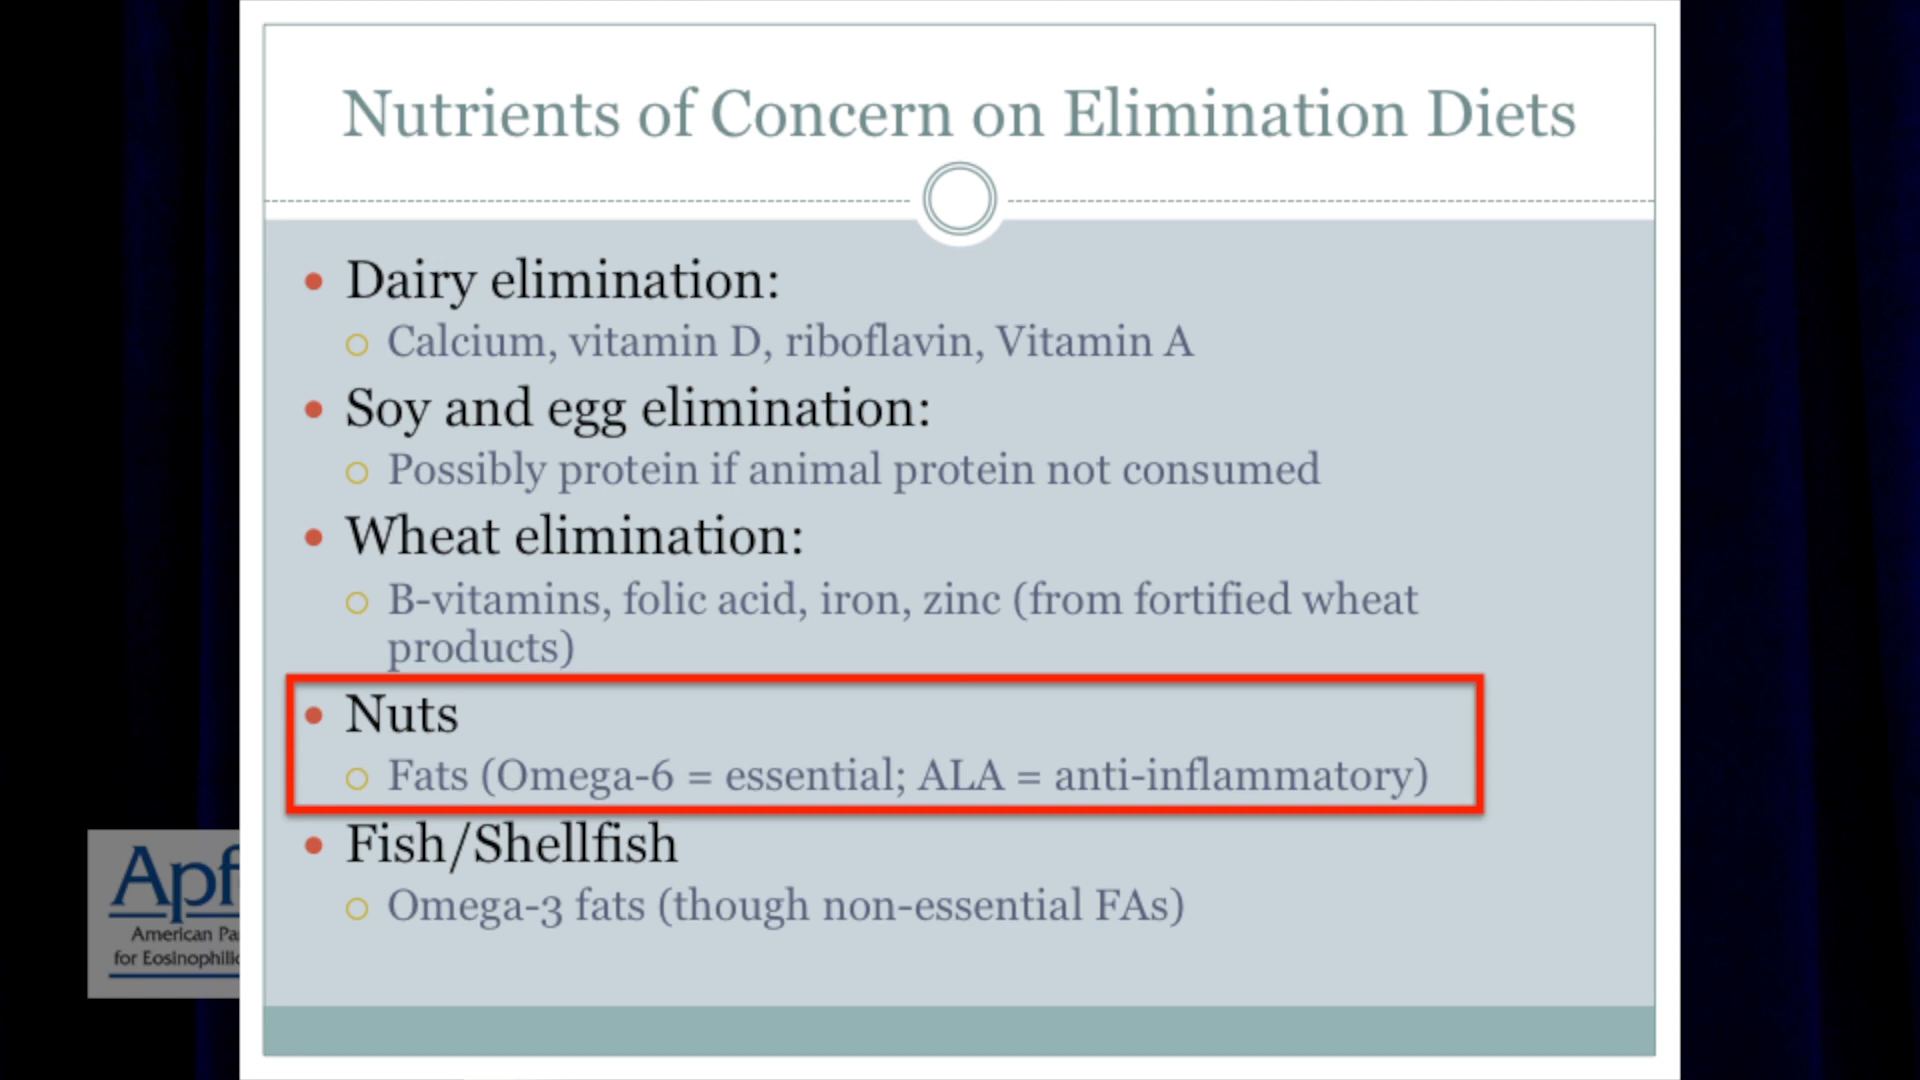 Nutrients of Concern on Elimination Diets
Dairy elimination:
Calcium, vitamin D, riboflavin, Vitamin A
Soy and egg elimination:
Possibly protein if animal protein not consumed
Wheat elimination:
B-vitamins, folic acid, iron, zinc (from fortified wheat
products)
Nuts
Fats (Omega-6 = essential; ALA = anti-inflammatory)
Fish/Shellfish
Omega-3 fats (though non-essential FAs)
Apf
American Pa
for Eosinophilic